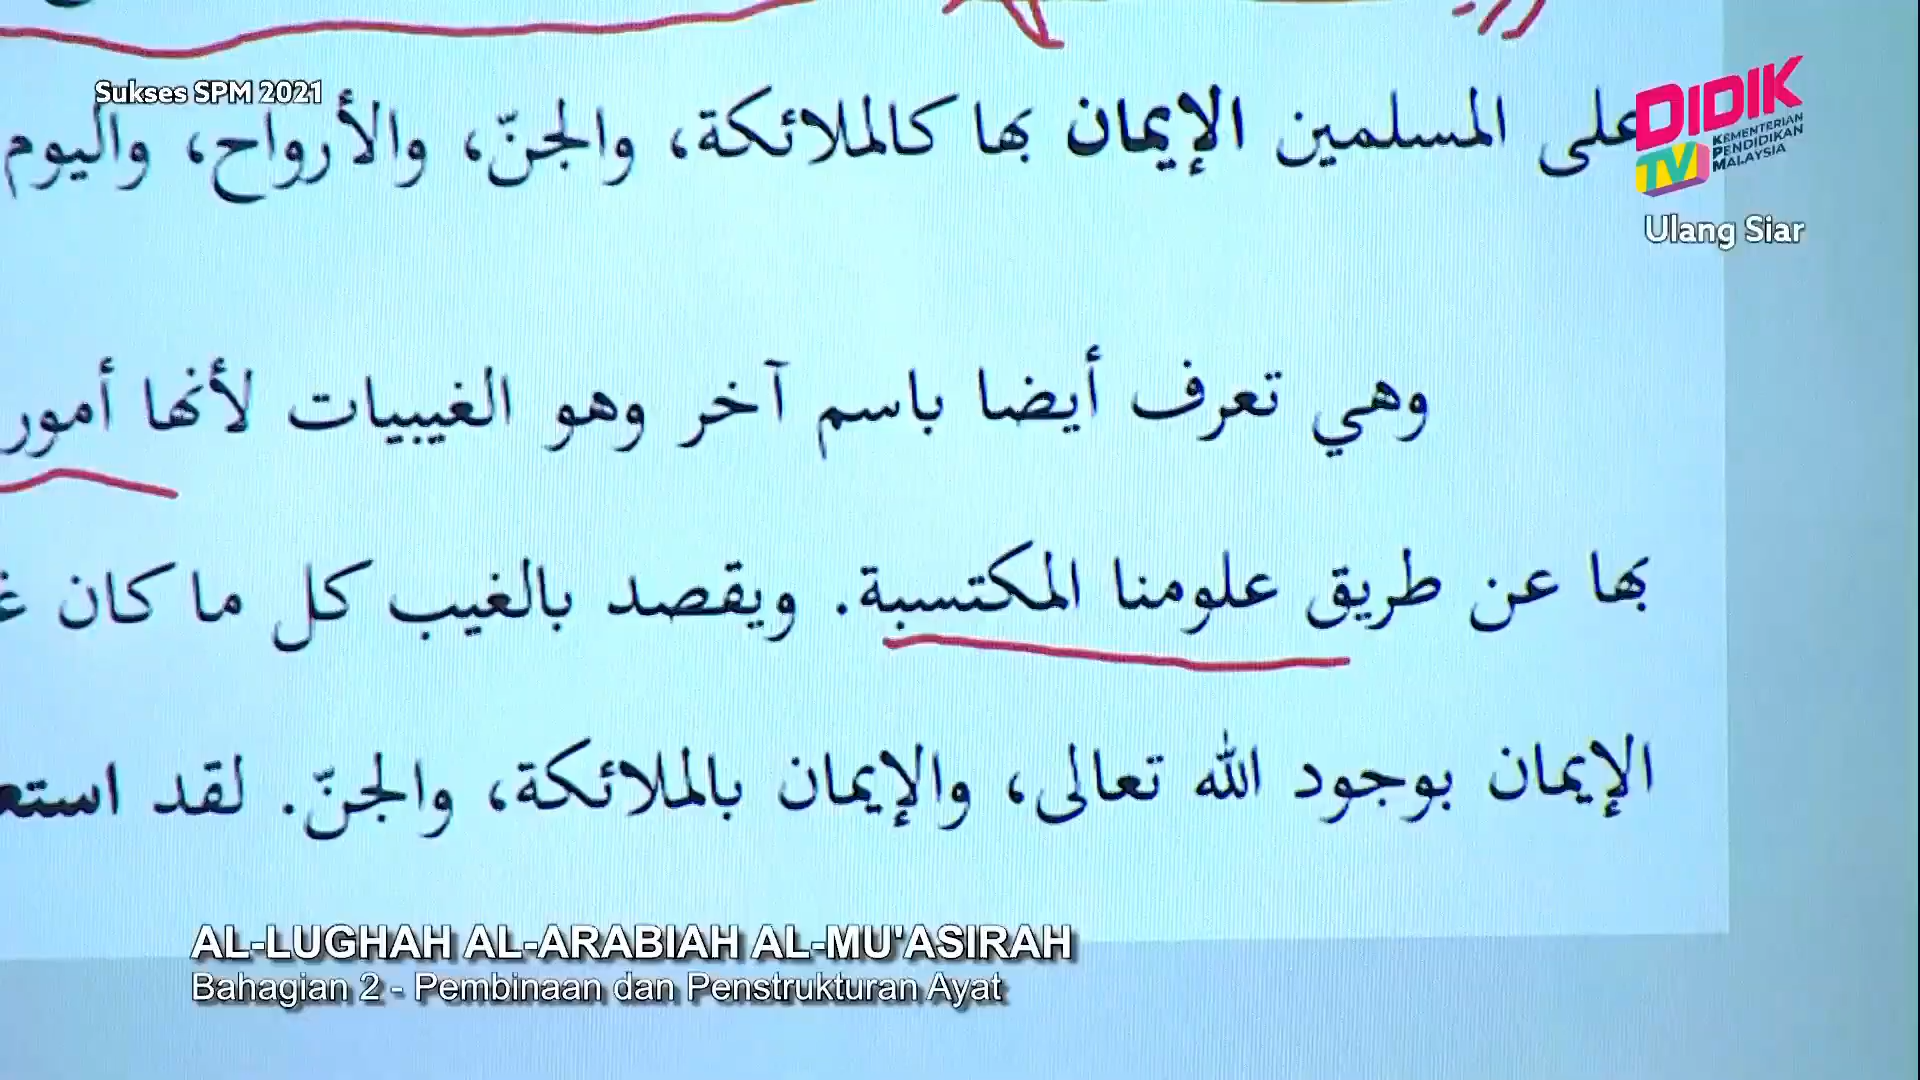 Sukses SPM 2021
على المسلمين الإيمان بها كالملائكة، والجنّ، والأرواح، واليوم
DIDIK
TV
KEMENTERIAN
PENDIDIKAN
MALAYSIA
Ulang Siar
وهي تعرف أيضا باسم آخر وهو الغيبيات لأنها أمور
بها عن طريق علومنا المكتسبة. ويقصد بالغيب كل ما كان
الإيمان بوجود الله تعالى، والإيمان بالملائكة، والجنّ. لقد
AL-LUGHAH AL-ARABIAH AL-MU'ASIRAH
Bahagian 2 - Pembinaan dan Penstrukturan Ayat